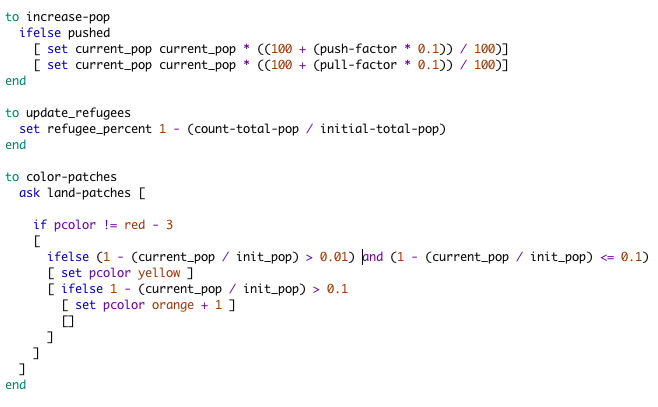 to increase-pop
  ifelse pushed
    [ set current_pop current_pop * ((100 + (push-factor * 0.1)) / 100)]
    [ set current_pop current_pop * ((100 + (pull-factor * 0.1)) / 100)]
end

to update_refugees
  set refugee_percent 1 - (count-total-pop / initial-total-pop)
end

to color-patches
  ask land-patches [

    if pcolor != red - 3
    [
      ifelse (1 - (current_pop / init_pop) > 0.01) and (1 - (current_pop / init_pop) <= 0.1)
      [ set pcolor yellow ]
      [ ifelse 1 - (current_pop / init_pop) > 0.1
        [ set pcolor orange + 1 ]
        []
      ]
    ]
  ]
end